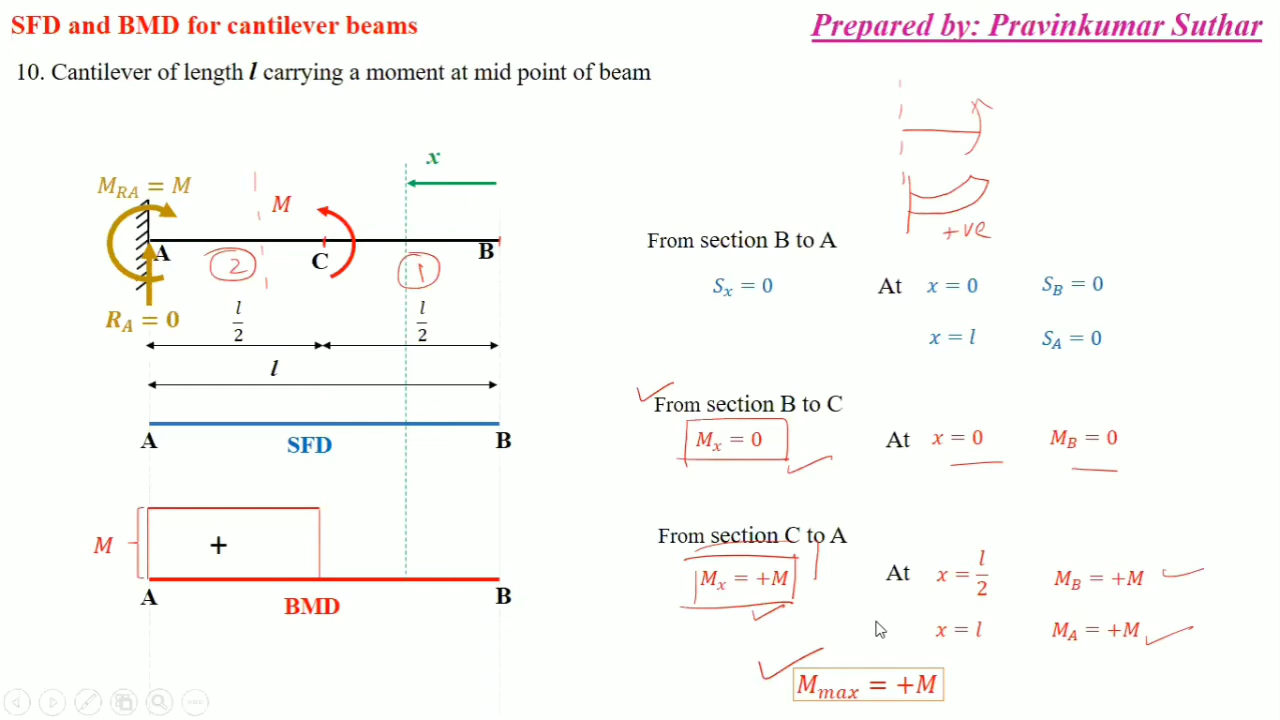 SFD and BMD for cantilever beams
Prepared by: Pravinkumar Suthar
10. Cantilever of length l carrying a moment at mid point of beam
x
M_RA = M
M
A
C
B
2
1
R_A = 0
l/2
l/2
l
A
SFD
B
M
+
A
BMD
B
+ve
From section B to A
S_x = 0 At x = 0 S_B = 0
x = l S_A = 0
From section B to C
M_x = 0 At x = 0 M_B = 0
From section C to A
M_x = +M At x = l/2 M_B = +M
x = l M_A = +M
M_max = +M